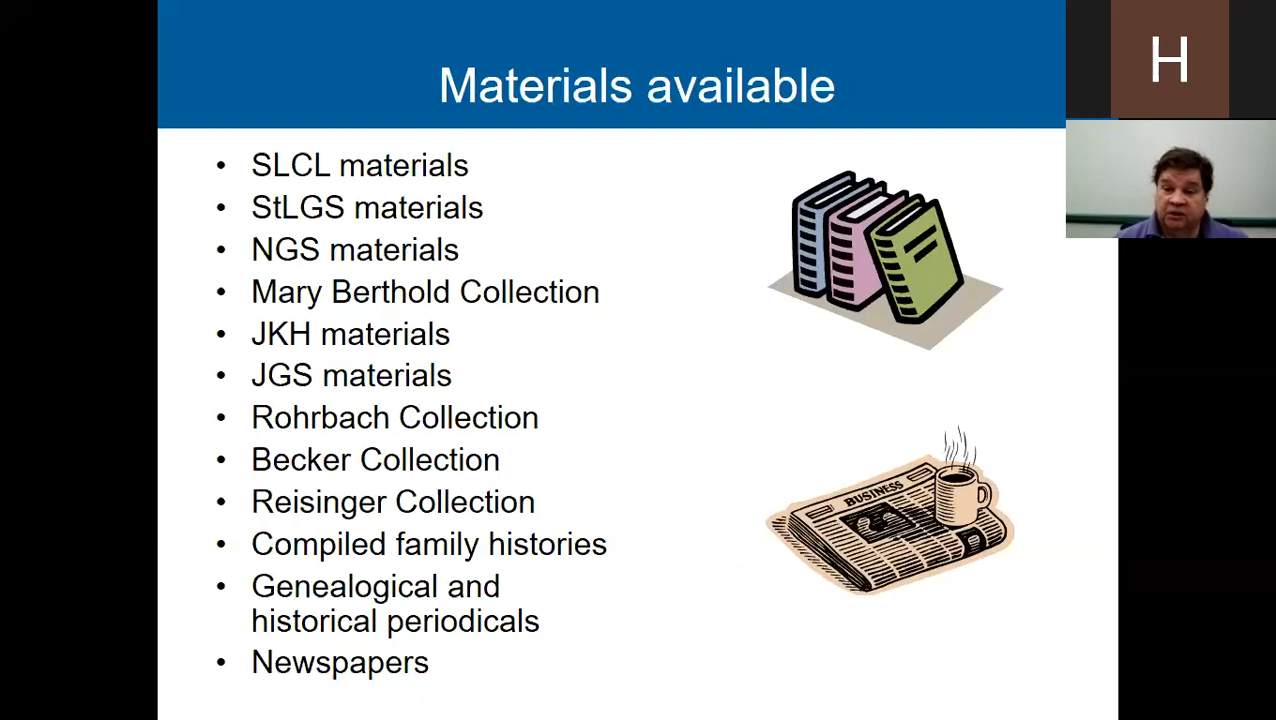 Materials available
H
• SLCL materials
• StLGS materials
• NGS materials
• Mary Berthold Collection
• JKH materials
• JGS materials
• Rohrbach Collection
• Becker Collection
• Reisinger Collection
• Compiled family histories
• Genealogical and
historical periodicals
• Newspapers
BUSINESS